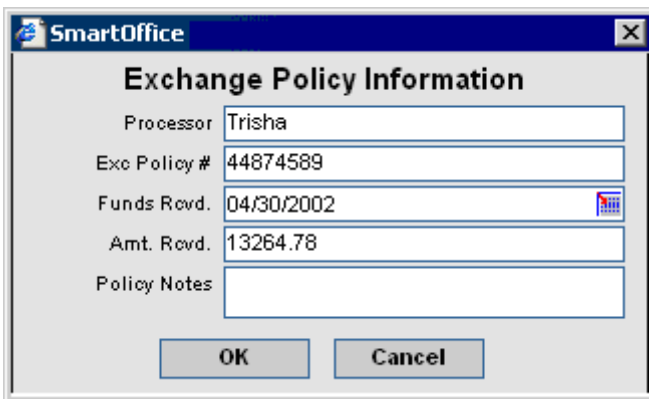 SmartOffice
Exchange Policy Information
Processor Trisha
Exc Policy # 44874589
Funds Rcvd. 04/30/2002
Amt. Rcvd. 13264.78
Policy Notes
OK Cancel